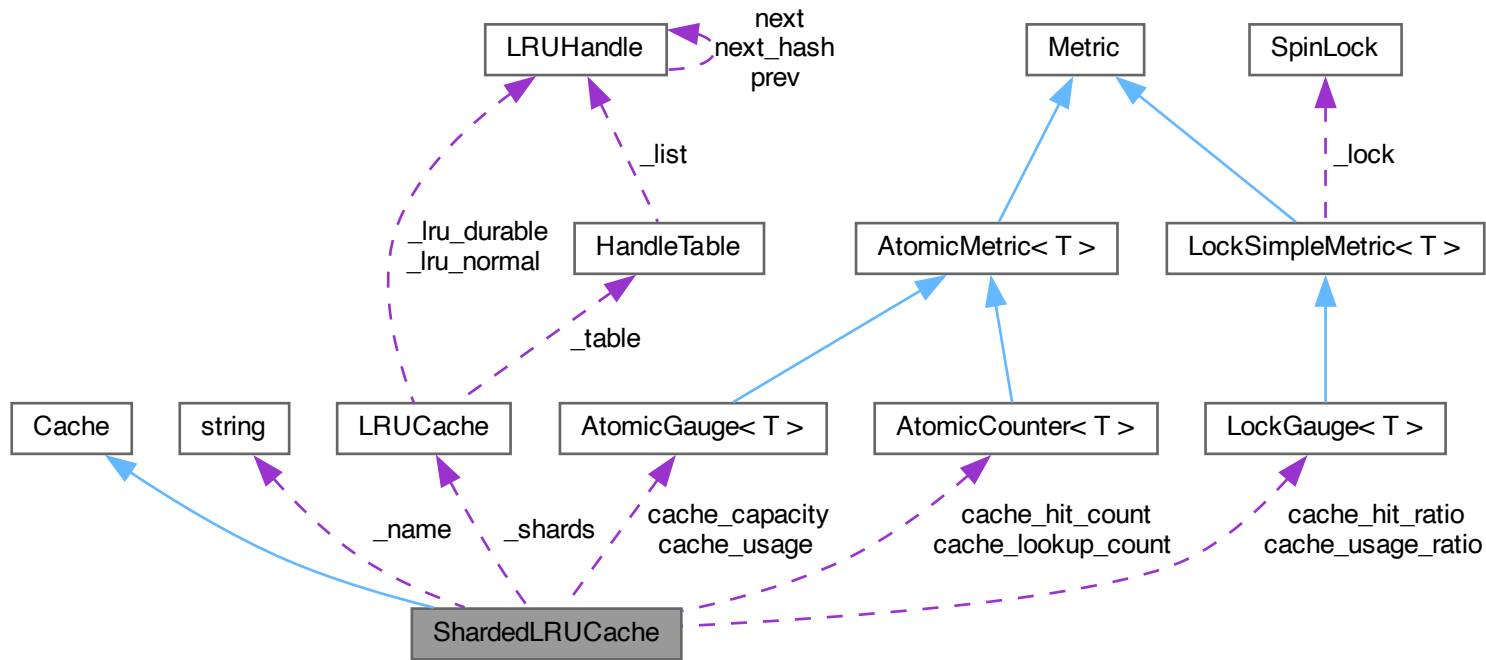 next
LRUHandle
next_hash
prev
Metric
SpinLock
_list
_lock
_lru_durable
_lru_normal
HandleTable
AtomicMetric< T >
LockSimpleMetric< T >
_table
Cache
string
LRUCache
AtomicGauge< T >
AtomicCounter< T >
LockGauge< T >
_name
_shards
cache_capacity
cache_usage
cache_hit_count
cache_lookup_count
cache_hit_ratio
cache_usage_ratio
ShardedLRUCache